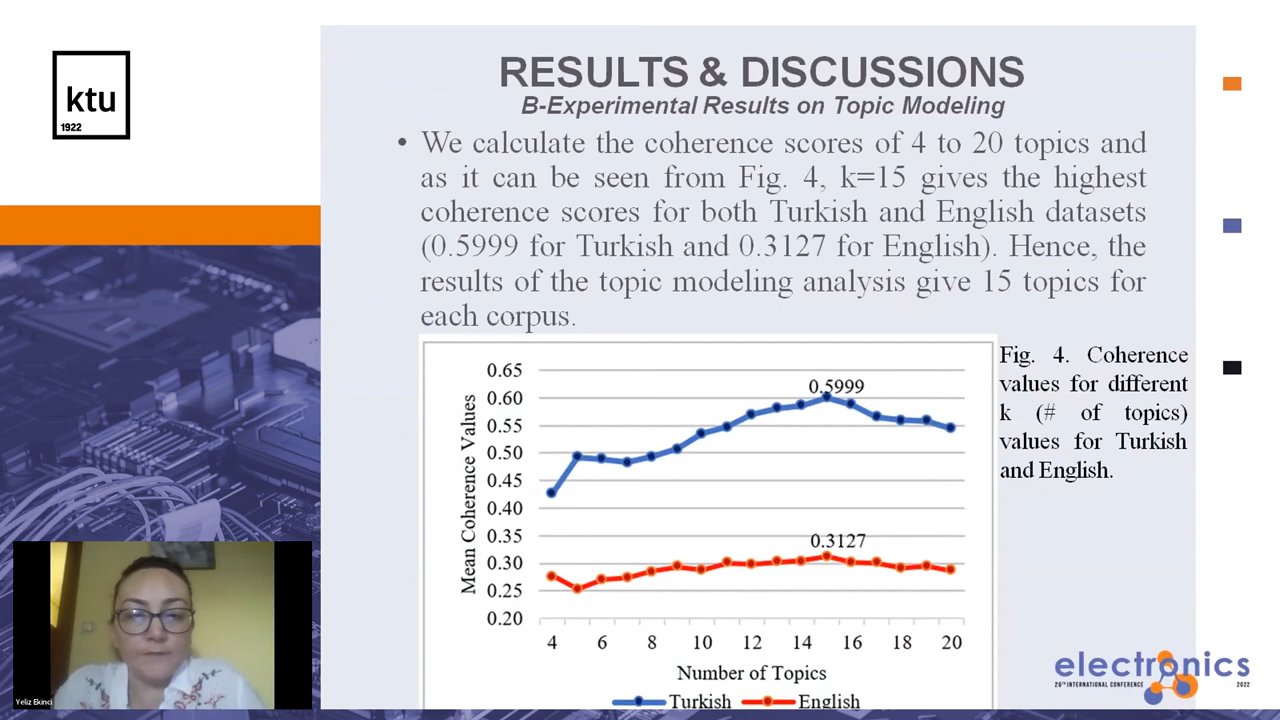 ktu
1922
RESULTS & DISCUSSIONS
B-Experimental Results on Topic Modeling
• We calculate the coherence scores of 4 to 20 topics and
as it can be seen from Fig. 4, k=15 gives the highest
coherence scores for both Turkish and English datasets
(0.5999 for Turkish and 0.3127 for English). Hence, the
results of the topic modeling analysis give 15 topics for
each corpus.
Fig. 4. Coherence
values for different
k (# of topics)
values for Turkish
and English.
Mean Coherence Values
0.65
0.60
0.55
0.50
0.45
0.40
0.35
0.30
0.25
0.20
0.5999
0.3127
4 6 8 10 12 14 16 18 20
Number of Topics
Turkish English
Yeliz Ekinci
electronics
26TH INTERNATIONAL CONFERENCE 2022